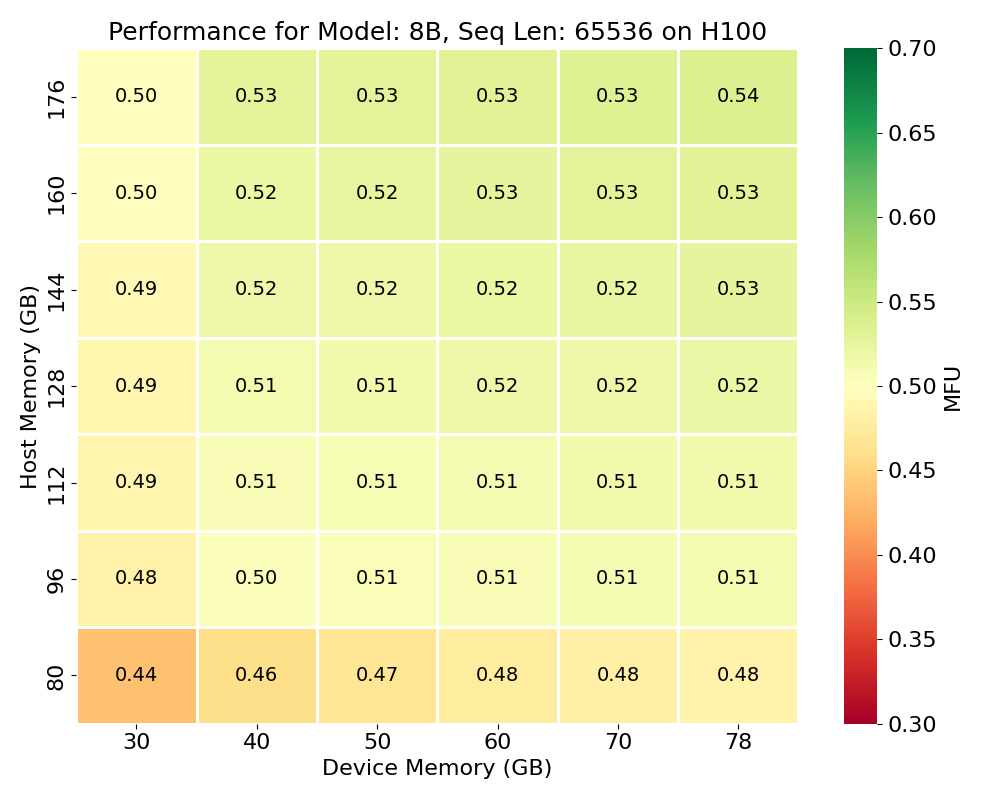 Performance for Model: 8B, Seq Len: 65536 on H100
176 0.50 0.53 0.53 0.53 0.53 0.54
160 0.50 0.52 0.52 0.53 0.53 0.53
144 0.49 0.52 0.52 0.52 0.52 0.53
128 0.49 0.51 0.51 0.52 0.52 0.52
112 0.49 0.51 0.51 0.51 0.51 0.51
96 0.48 0.50 0.51 0.51 0.51 0.51
80 0.44 0.46 0.47 0.48 0.48 0.48
30 40 50 60 70 78
Device Memory (GB)
Host Memory (GB)
0.70
0.65
0.60
0.55
0.50
0.45
0.40
0.35
0.30
MFU